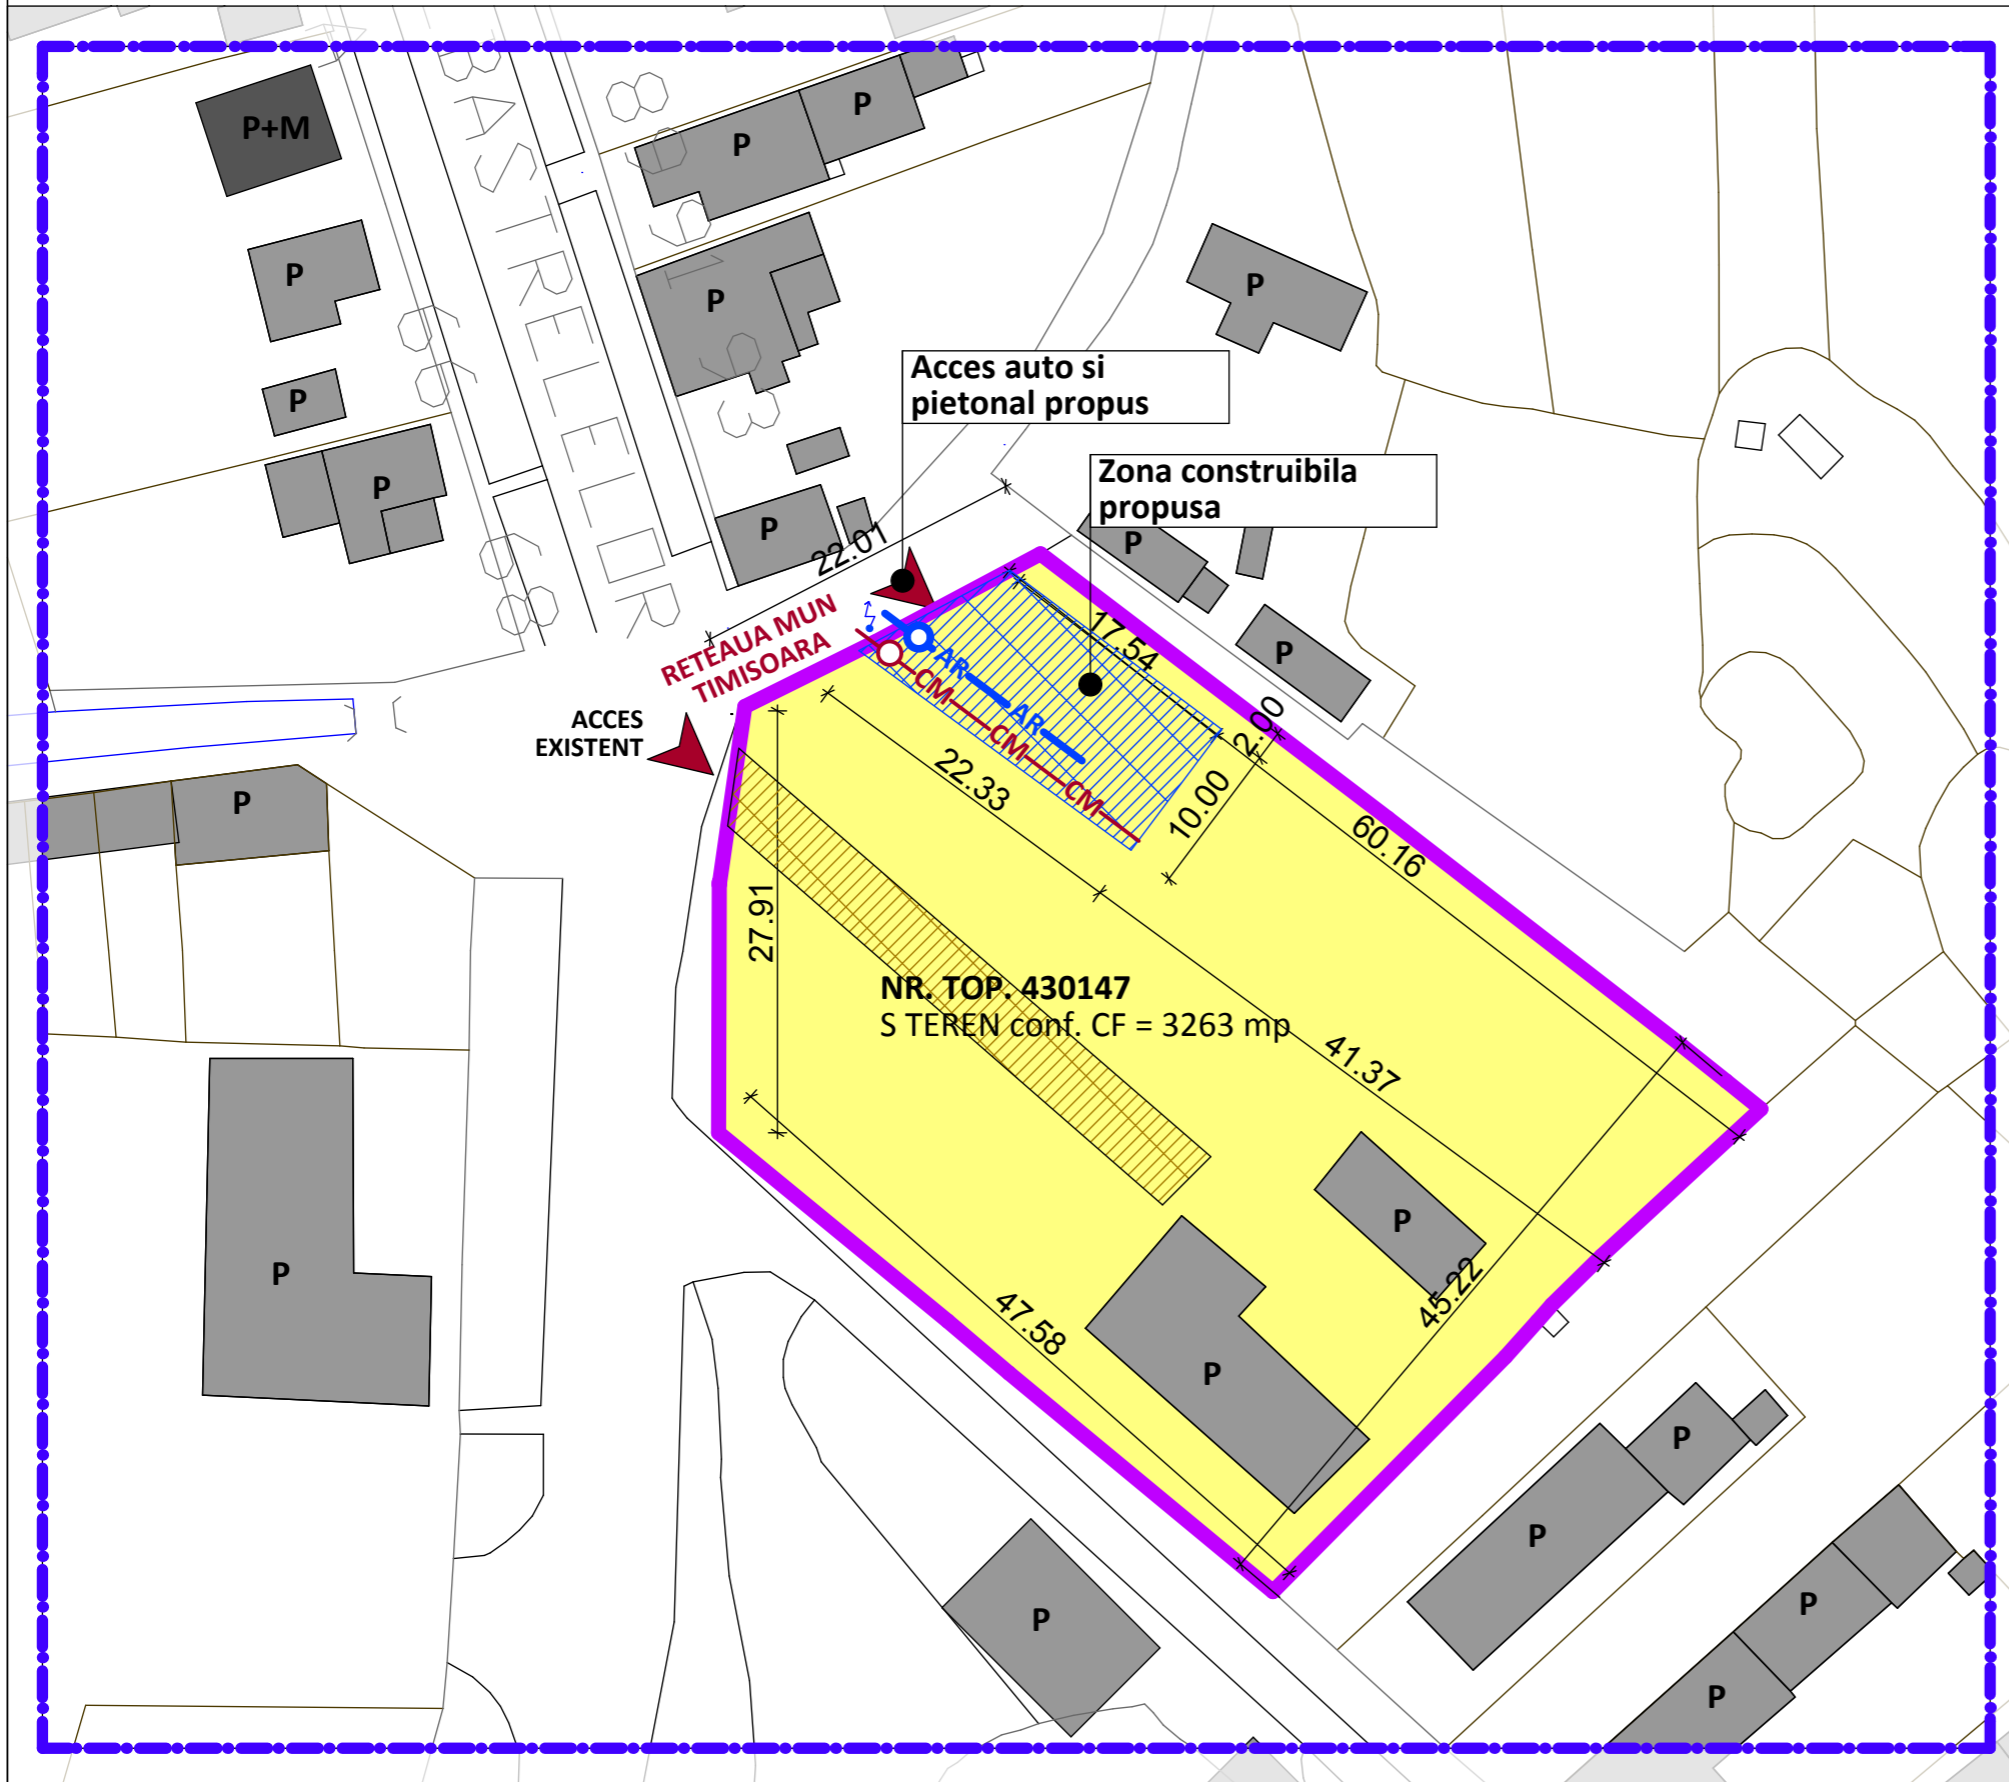 P+M
P
P
P
P
P
P
P
P
P
BASTRELELIR
Acces auto si
pietonal propus
Zona construibila
propusa
P
P
22.01
RETEAUA MUN
TIMISOARA
ACCES
EXISTENT
AR
AR
CM
CM
CM
17.54
2.00
10.00
22.33
60.16
27.91
NR. TOP. 430147
S TEREN conf. CF = 3263 mp
41.37
45.22
47.58
P
P
P
P
P
P
P
P
P